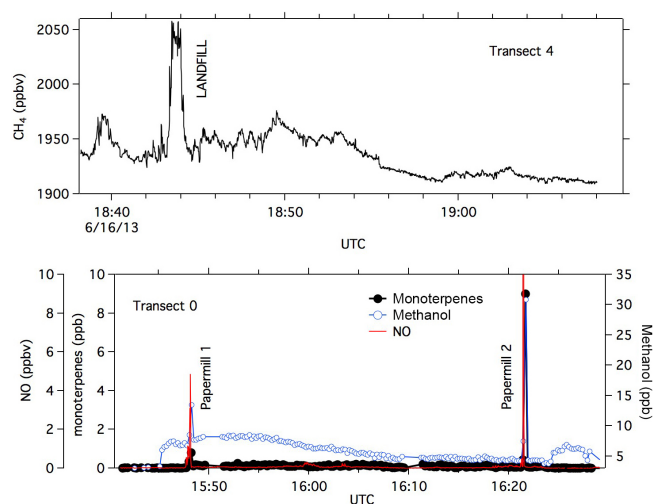 2050
2000
1950
1900
CH4 (ppbv)
LANDFILL
Transect 4
18:40
18:50
19:00
6/16/13
UTC
10
8
6
4
2
0
NO (ppbv)
10
8
6
4
2
0
monoterpenes (ppb)
Transect 0
Monoterpenes
Methanol
NO
Papermill 1
Papermill 2
35
30
25
20
15
10
5
Methanol (ppb)
15:50
16:00
16:10
16:20
UTC